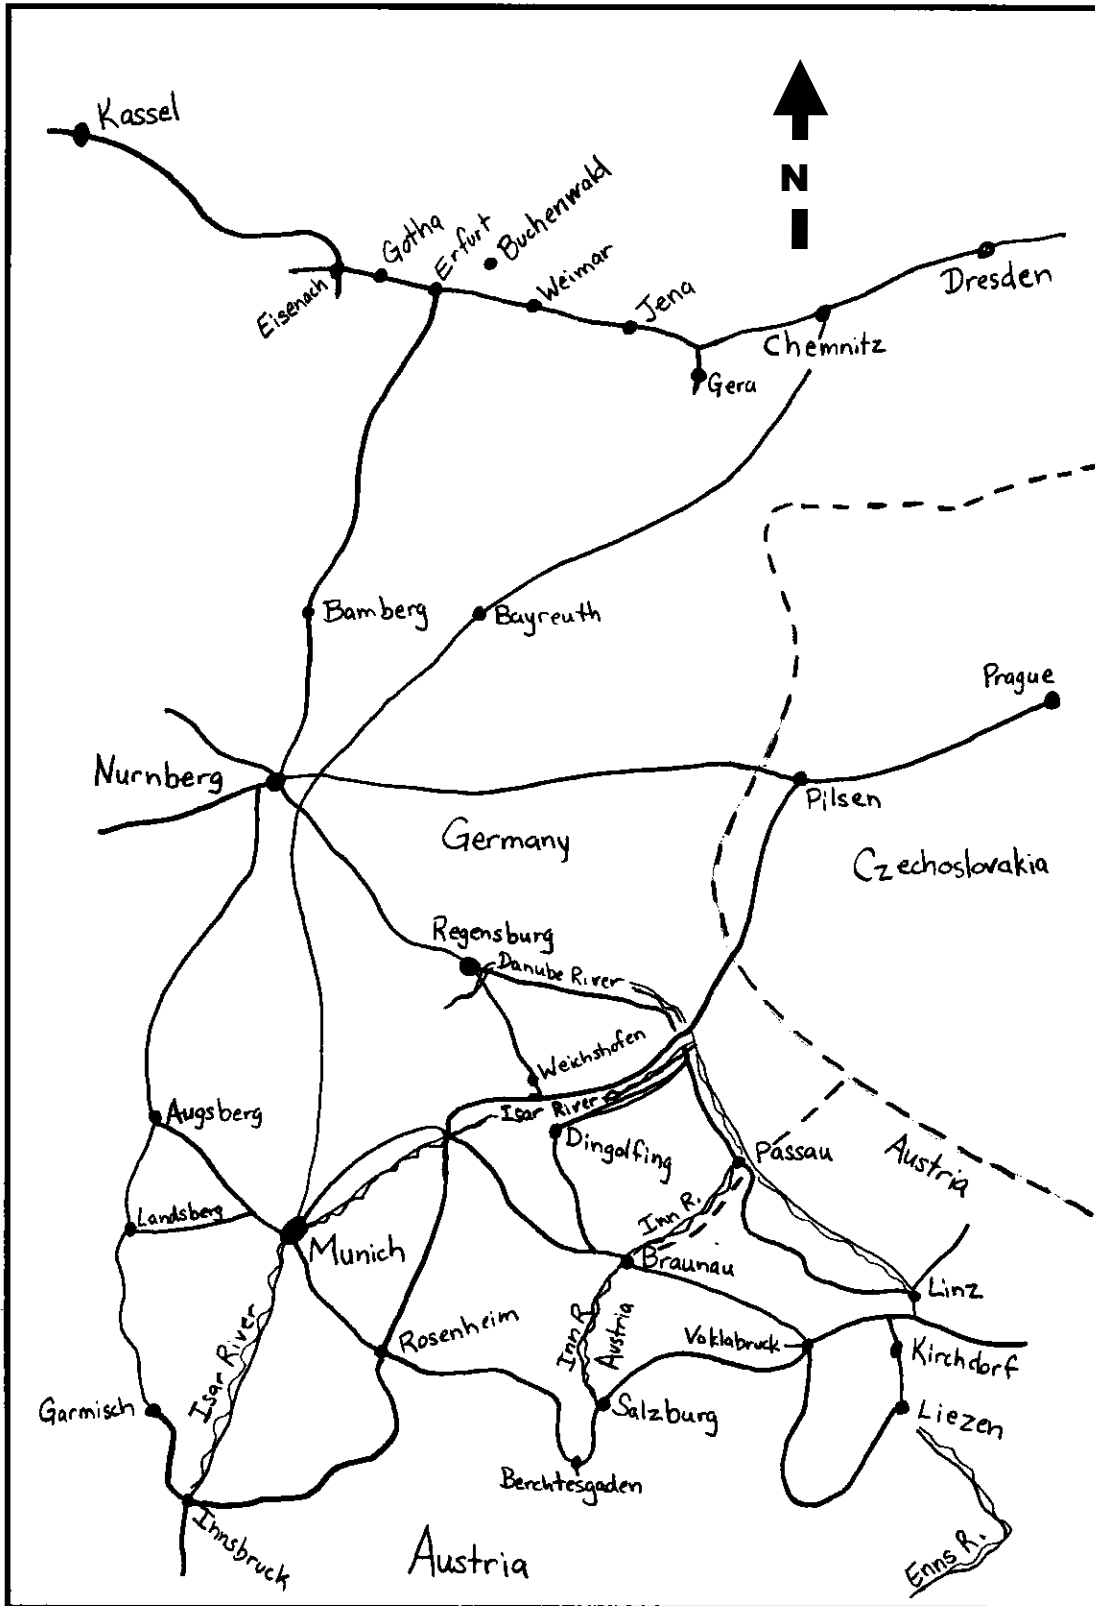 Kassel
N
Gotha
Erfurt
Buchenwald
Eisenach
Weimar
Jena
Dresden
Chemnitz
Gera
Bamberg
Bayreuth
Prague
Nurnberg
Pilsen
Germany
Czechoslovakia
Regensburg
Danube River
Weichshofen
Isar River
Augsberg
Dingolfing
Passau
Austria
Landsberg
Inn R.
Munich
Braunau
Linz
Isar River
Rosenheim
Inn R
Austria
Voklabruck
Kirchdorf
Garmisch
Salzburg
Liezen
Berchtesgaden
Innsbruck
Austria
Enns R.